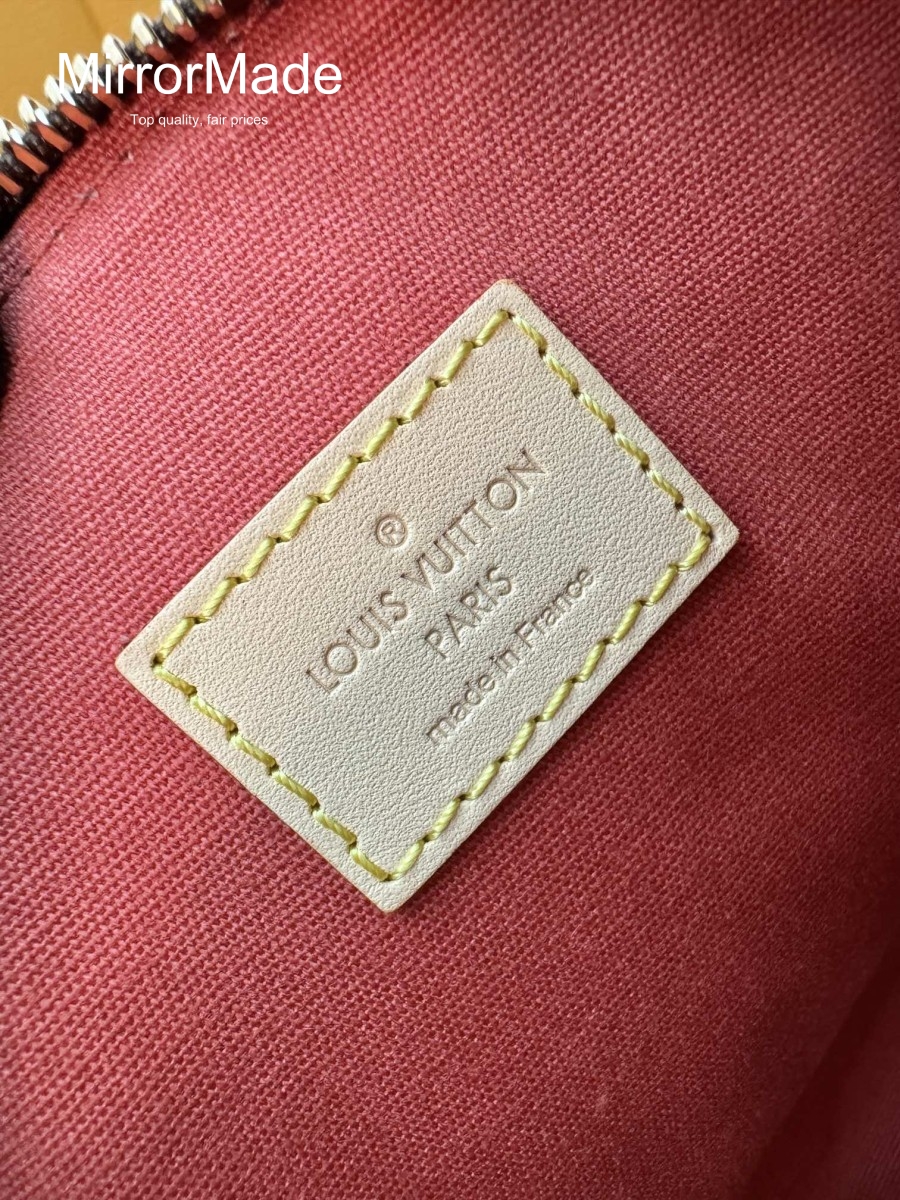 MirrorMade
Top quality, fair prices
®
LOUIS VUITTON
PARIS
made in France